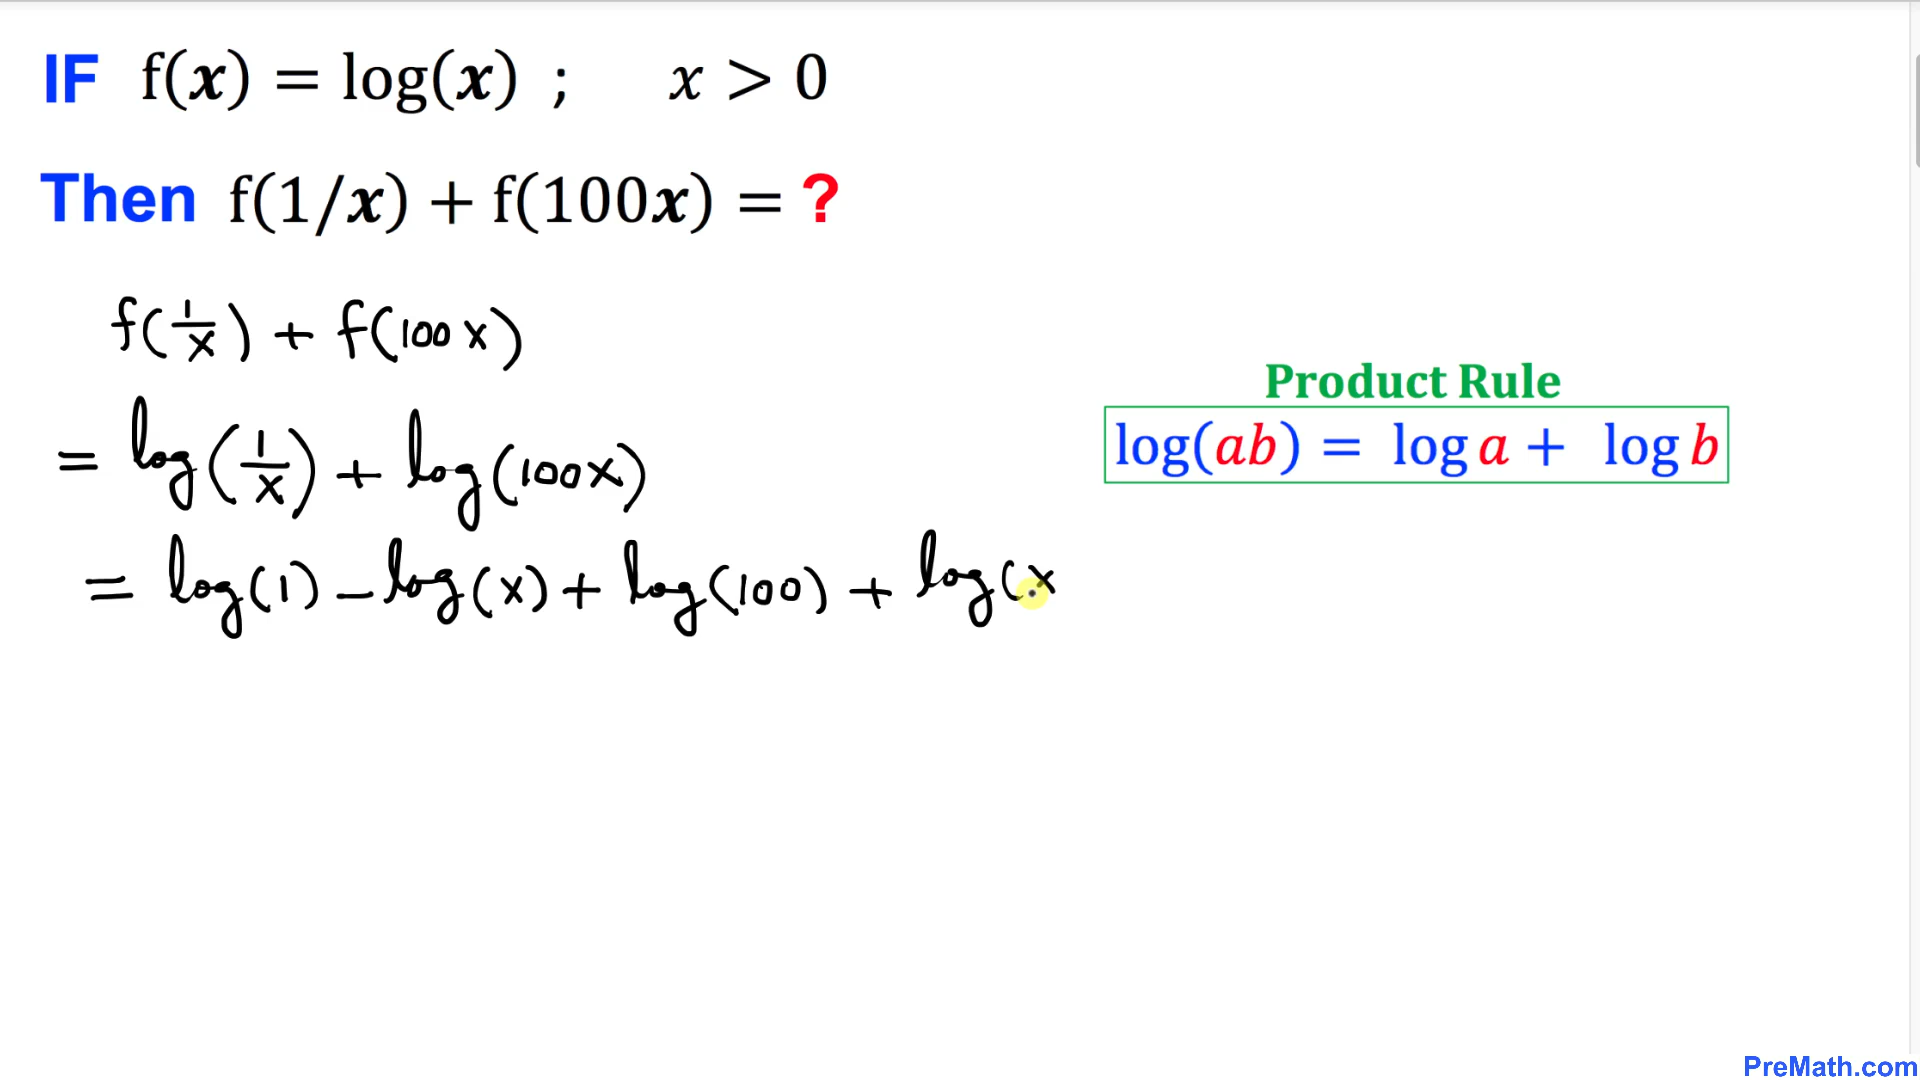 IF f(x) = log(x) ; x > 0
Then f(1/x) + f(100x) = ?
f(1/x) + f(100x)
= log(1/x) + log(100x)
Product Rule
log(ab) = log a + log b
= log(1) - log(x) + log(100) + log(x
PreMath.com